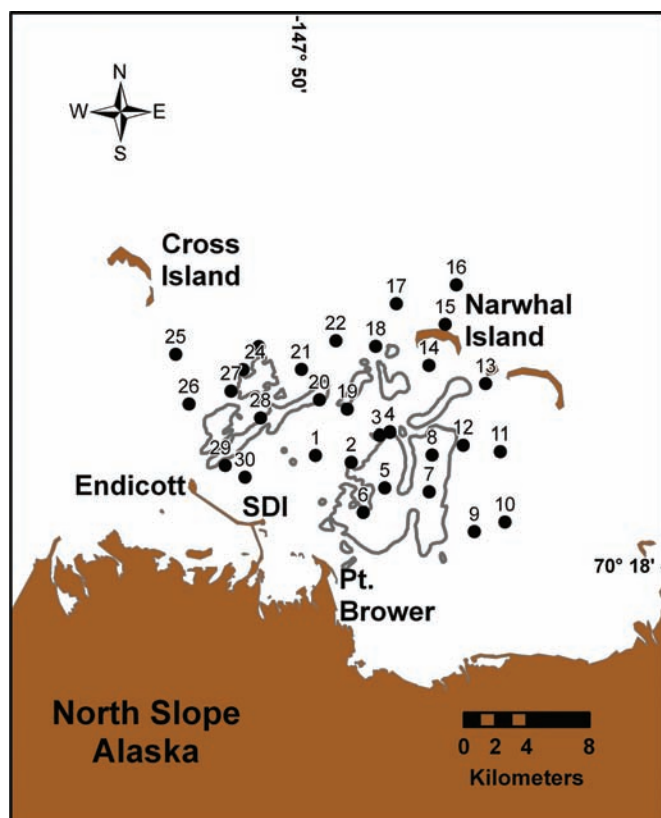 -147° 50'
N
W E
S
Cross
Island
16
17
15
Narwhal
Island
22
18
25
24
21
14
13
27
26
20
19
28
3 4
12
11
1
2
8
29
30
5
7
Endicott
SDI
6
10
9
70° 18'
Pt.
Brower
North Slope
Alaska
0 2 4 8
Kilometers